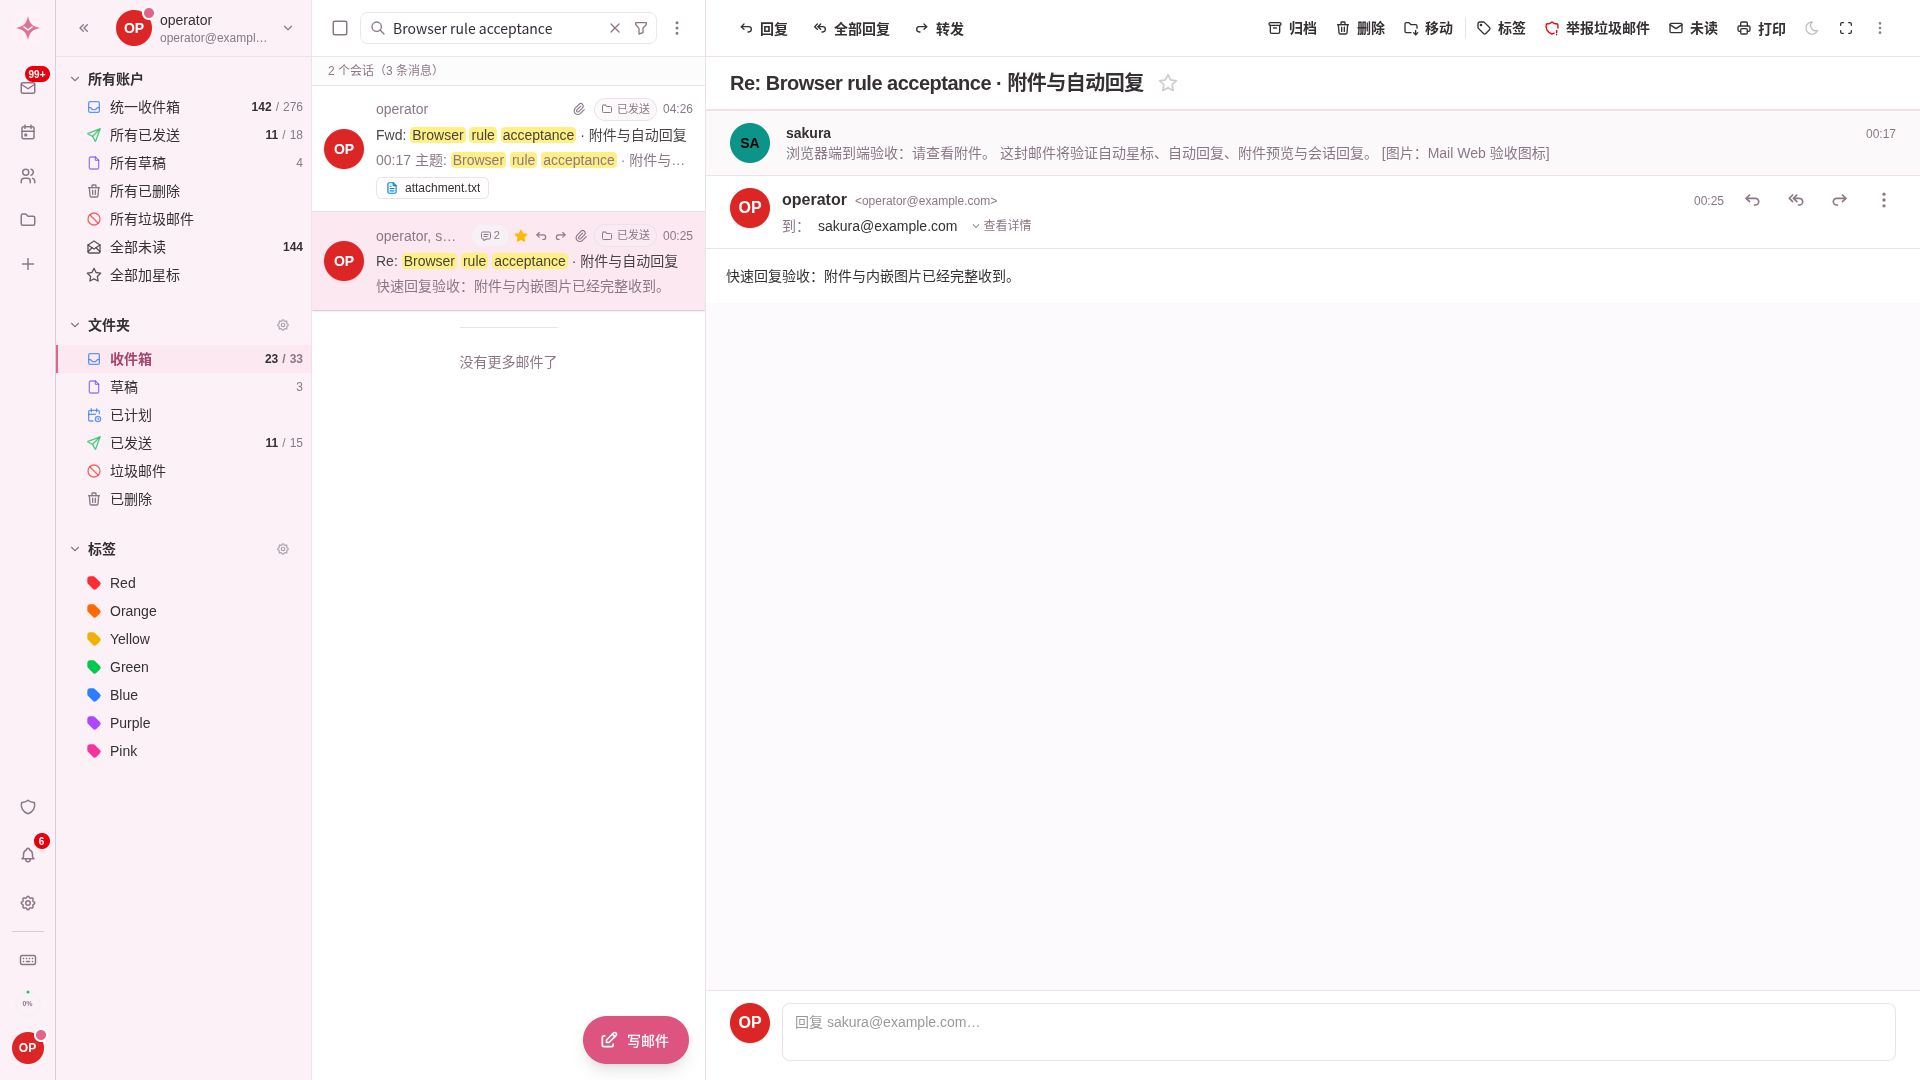 99+
6
0%
OP
OP
operator
operator@exampl…
所有账户
统一收件箱 142 / 276
所有已发送 11 / 18
所有草稿 4
所有已删除
所有垃圾邮件
全部未读 144
全部加星标
文件夹
收件箱 23 / 33
草稿 3
已计划
已发送 11 / 15
垃圾邮件
已删除
标签
Red
Orange
Yellow
Green
Blue
Purple
Pink
Browser rule acceptance
2 个会话（3 条消息）
OP
operator 已发送 04:26
Fwd: Browser rule acceptance · 附件与自动回复
00:17 主题: Browser rule acceptance · 附件与…
attachment.txt
OP
operator, s… 2 已发送 00:25
Re: Browser rule acceptance · 附件与自动回复
快速回复验收：附件与内嵌图片已经完整收到。
没有更多邮件了
写邮件
回复 全部回复 转发 归档 删除 移动 标签 举报垃圾邮件 未读 打印
Re: Browser rule acceptance · 附件与自动回复
SA
sakura 00:17
浏览器端到端验收：请查看附件。 这封邮件将验证自动星标、自动回复、附件预览与会话回复。 [图片：Mail Web 验收图标]
OP
operator <operator@example.com> 00:25
到： sakura@example.com 查看详情
快速回复验收：附件与内嵌图片已经完整收到。
OP
回复 sakura@example.com…